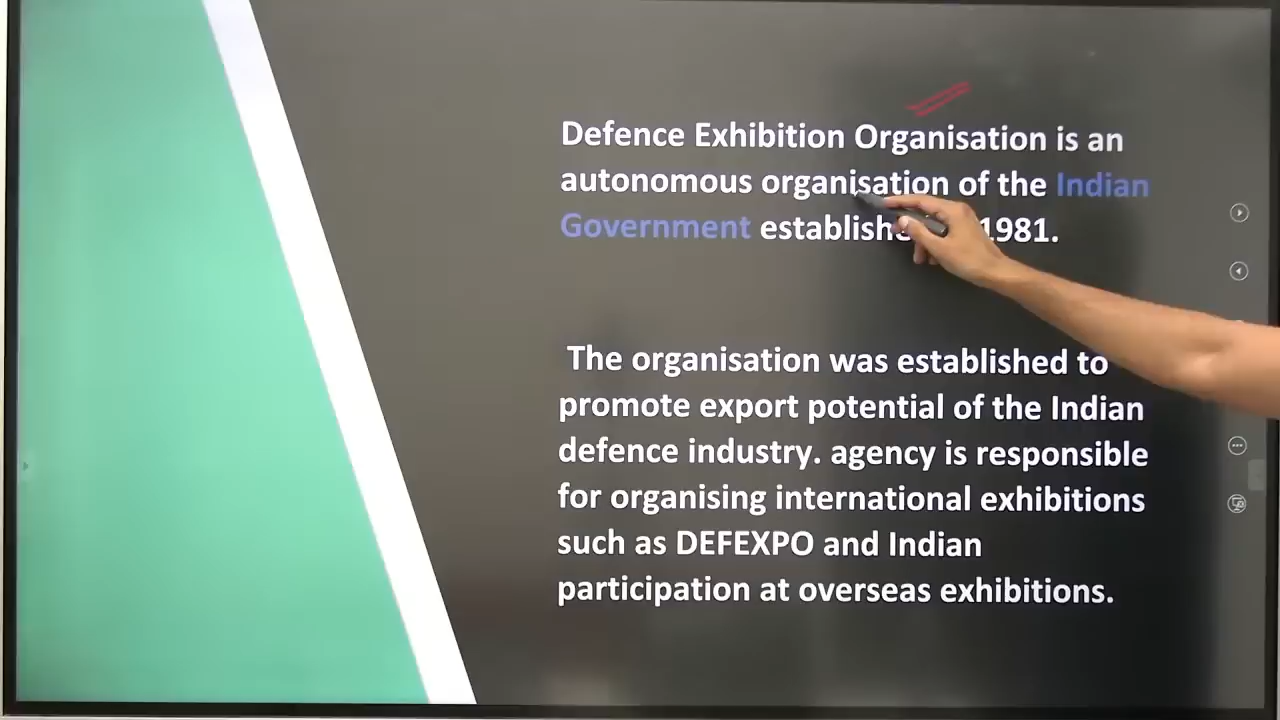 Defence Exhibition Organisation is an
autonomous organisation of the Indian
Government 1981.
The organisation was established to
promote export potential of the Indian
defence industry. agency is responsible
for organising international exhibitions
such as DEFEXPO and Indian
participation at overseas exhibitions.